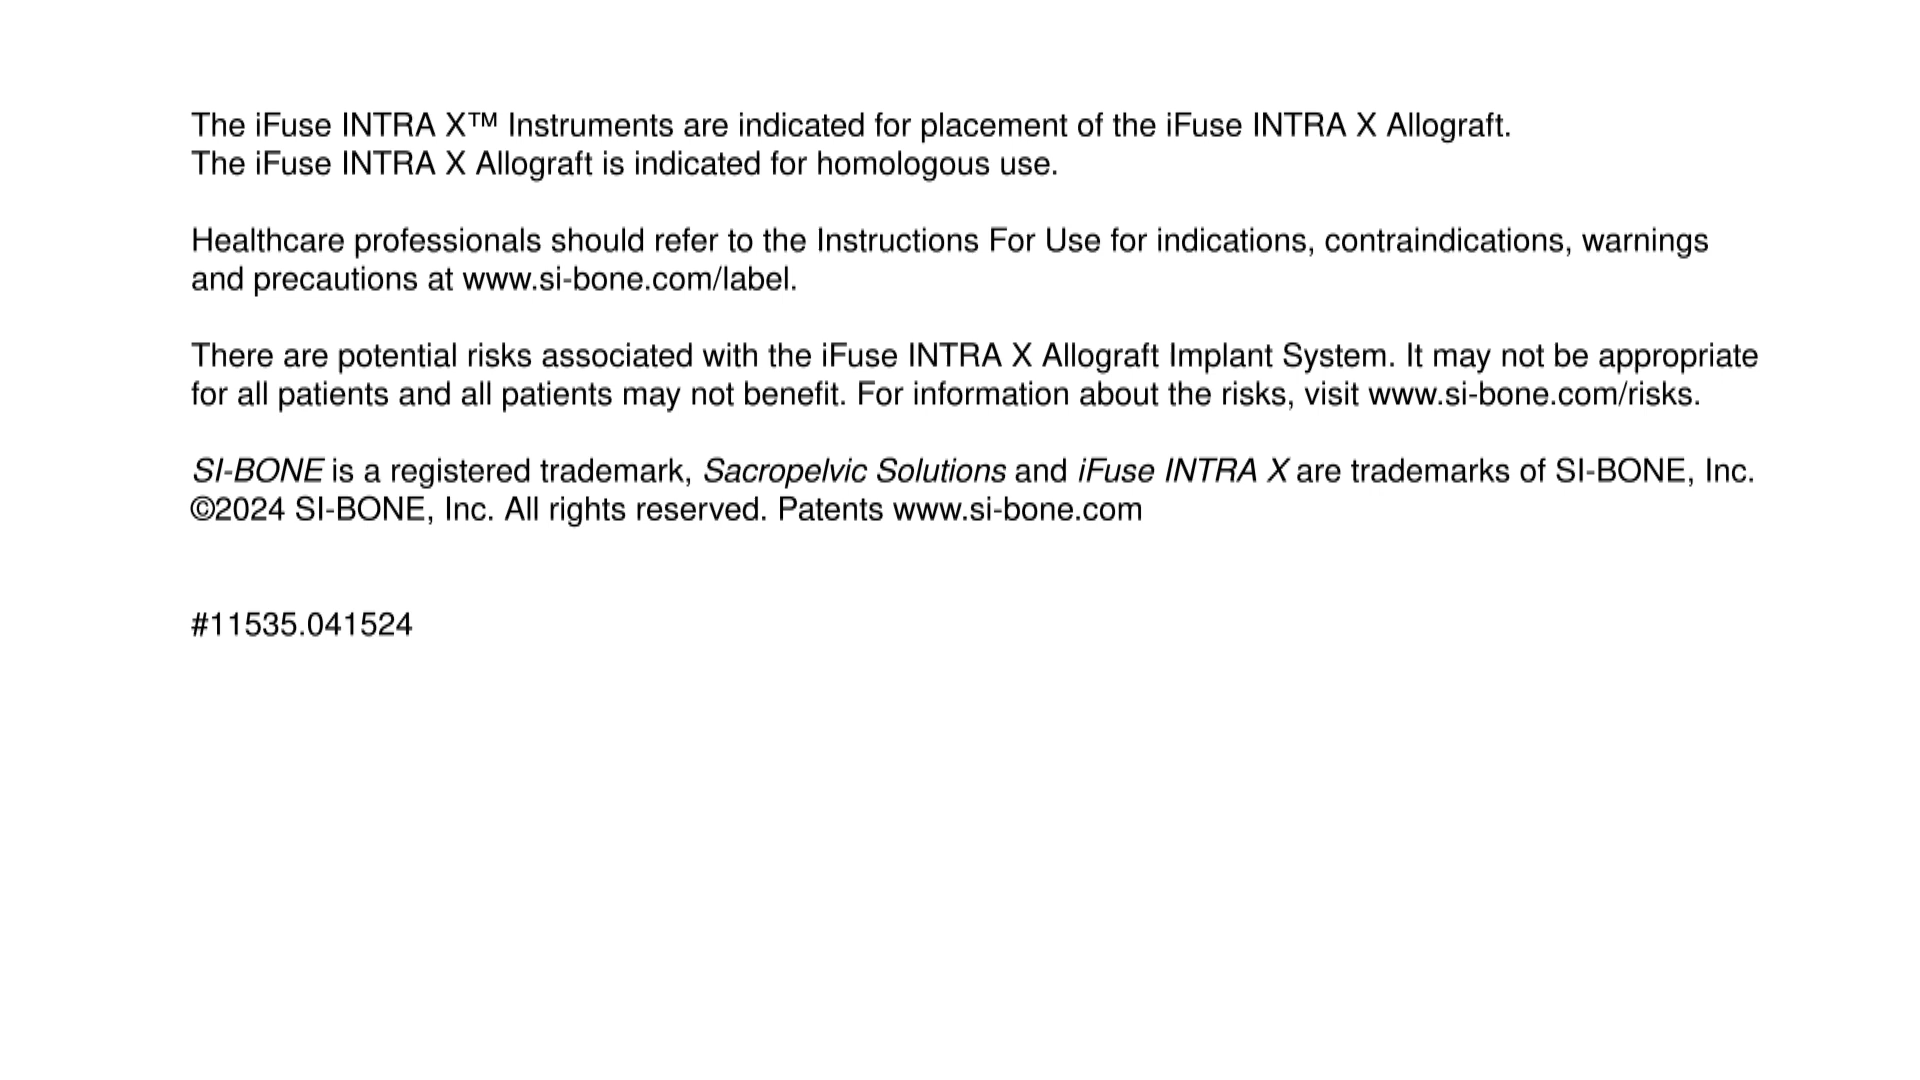 The iFuse INTRA X™ Instruments are indicated for placement of the iFuse INTRA X Allograft.
The iFuse INTRA X Allograft is indicated for homologous use.
Healthcare professionals should refer to the Instructions For Use for indications, contraindications, warnings
and precautions at www.si-bone.com/label.
There are potential risks associated with the iFuse INTRA X Allograft Implant System. It may not be appropriate
for all patients and all patients may not benefit. For information about the risks, visit www.si-bone.com/risks.
SI-BONE is a registered trademark, Sacropelvic Solutions and iFuse INTRA X are trademarks of SI-BONE, Inc.
©2024 SI-BONE, Inc. All rights reserved. Patents www.si-bone.com
#11535.041524